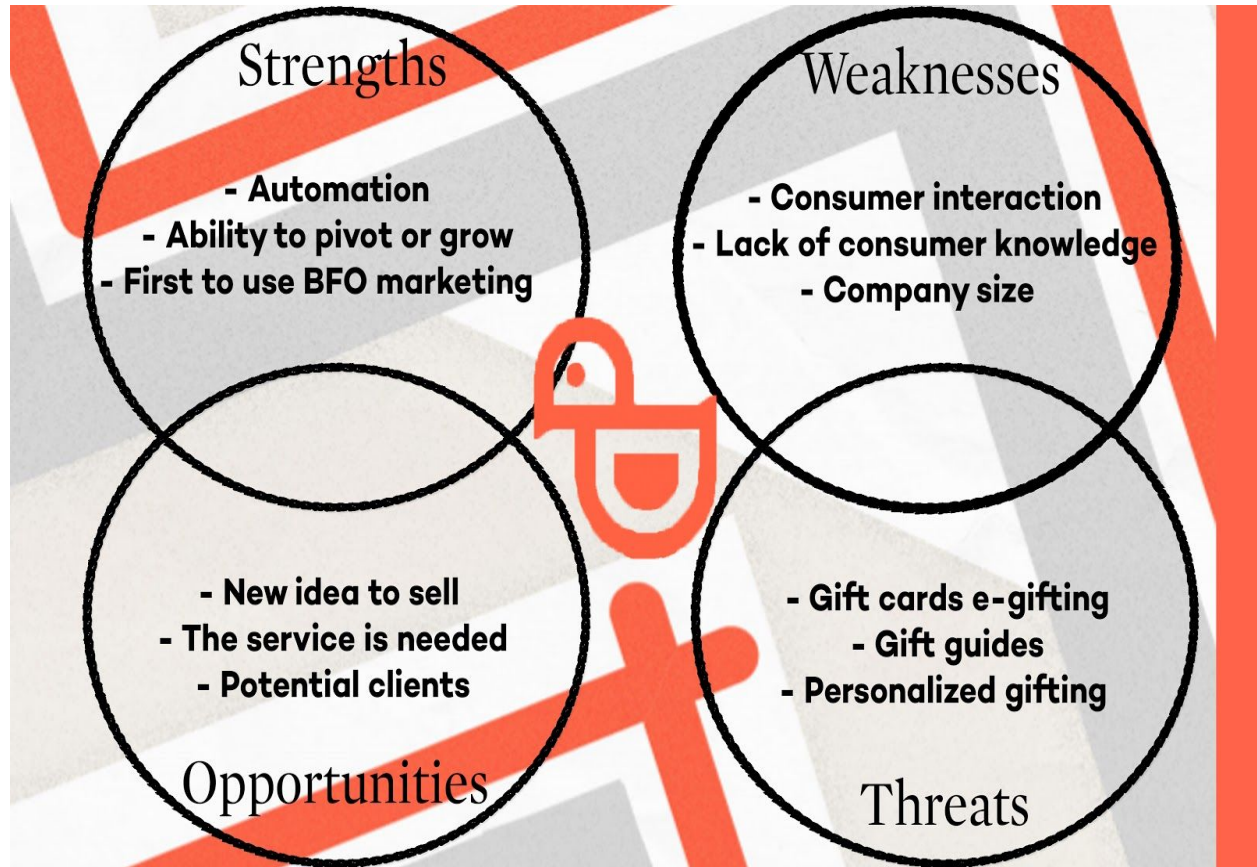 Strengths
- Automation
- Ability to pivot or grow
- First to use BFO marketing
Weaknesses
- Consumer interaction
- Lack of consumer knowledge
- Company size
- New idea to sell
- The service is needed
- Potential clients
Opportunities
- Gift cards e-gifting
- Gift guides
- Personalized gifting
Threats